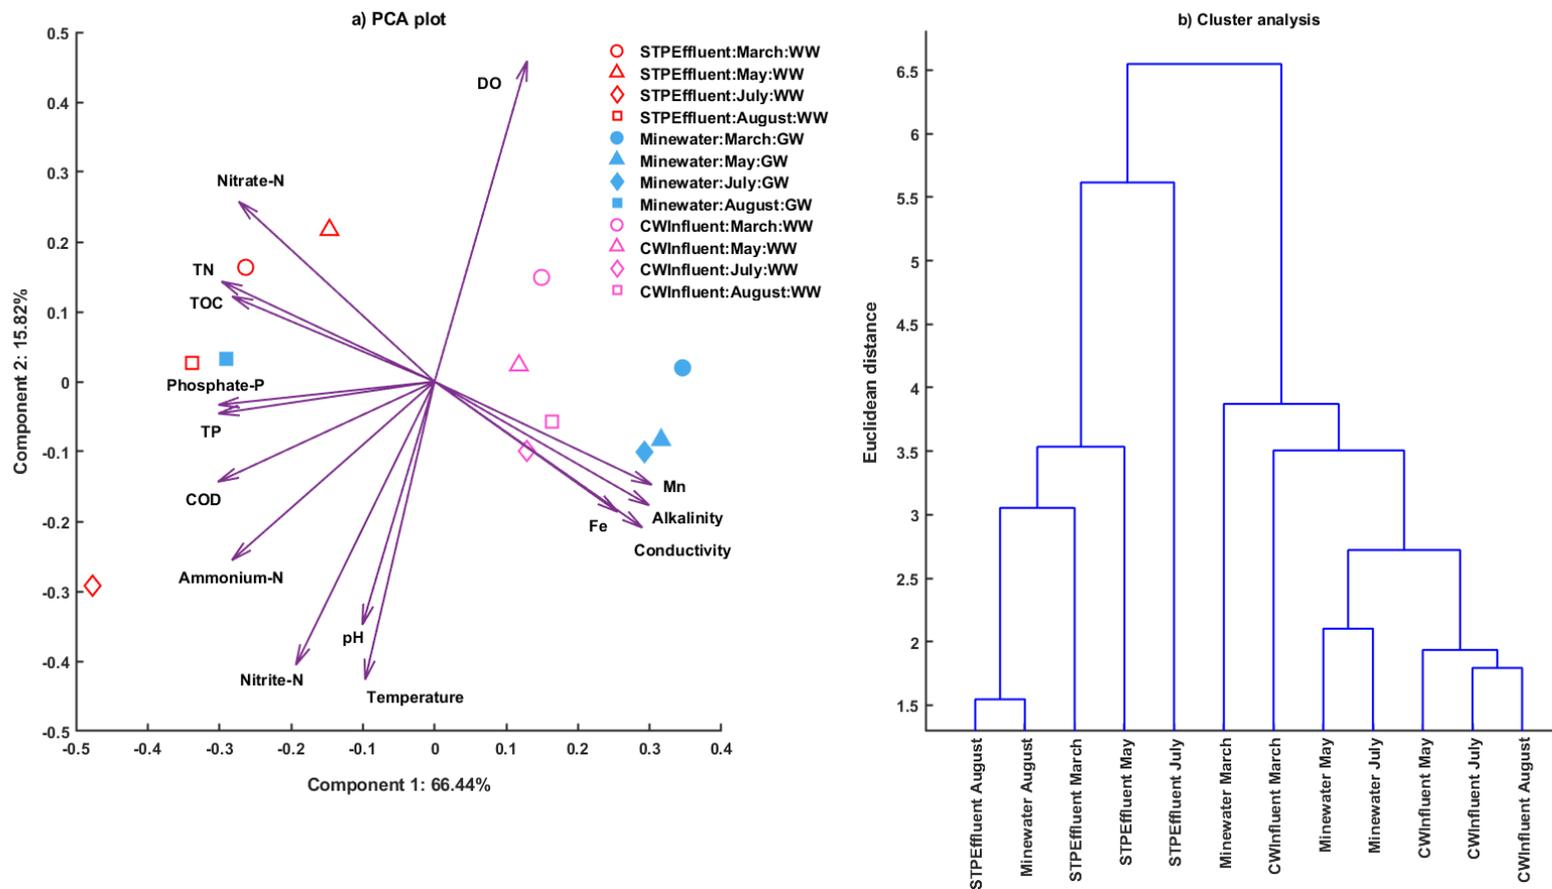 a) PCA plot
0.5
0.4
0.3
0.2
0.1
0
-0.1
-0.2
-0.3
-0.4
-0.5
Component 2: 15.82%
-0.5
-0.4
-0.3
-0.2
-0.1
0
0.1
0.2
0.3
0.4
Component 1: 66.44%
DO
Nitrate-N
TN
TOC
Phosphate-P
TP
COD
Ammonium-N
Nitrite-N
pH
Temperature
Mn
Alkalinity
Fe
Conductivity
STPEffluent:March:WW
STPEffluent:May:WW
STPEffluent:July:WW
STPEffluent:August:WW
Minewater:March:GW
Minewater:May:GW
Minewater:July:GW
Minewater:August:GW
CWInfluent:March:WW
CWInfluent:May:WW
CWInfluent:July:WW
CWInfluent:August:WW
b) Cluster analysis
Euclidean distance
6.5
6
5.5
5
4.5
4
3.5
3
2.5
2
1.5
STPEffluent August
Minewater August
STPEffluent March
STPEffluent May
STPEffluent July
Minewater March
CWInfluent March
Minewater May
Minewater July
CWInfluent May
CWInfluent July
CWInfluent August